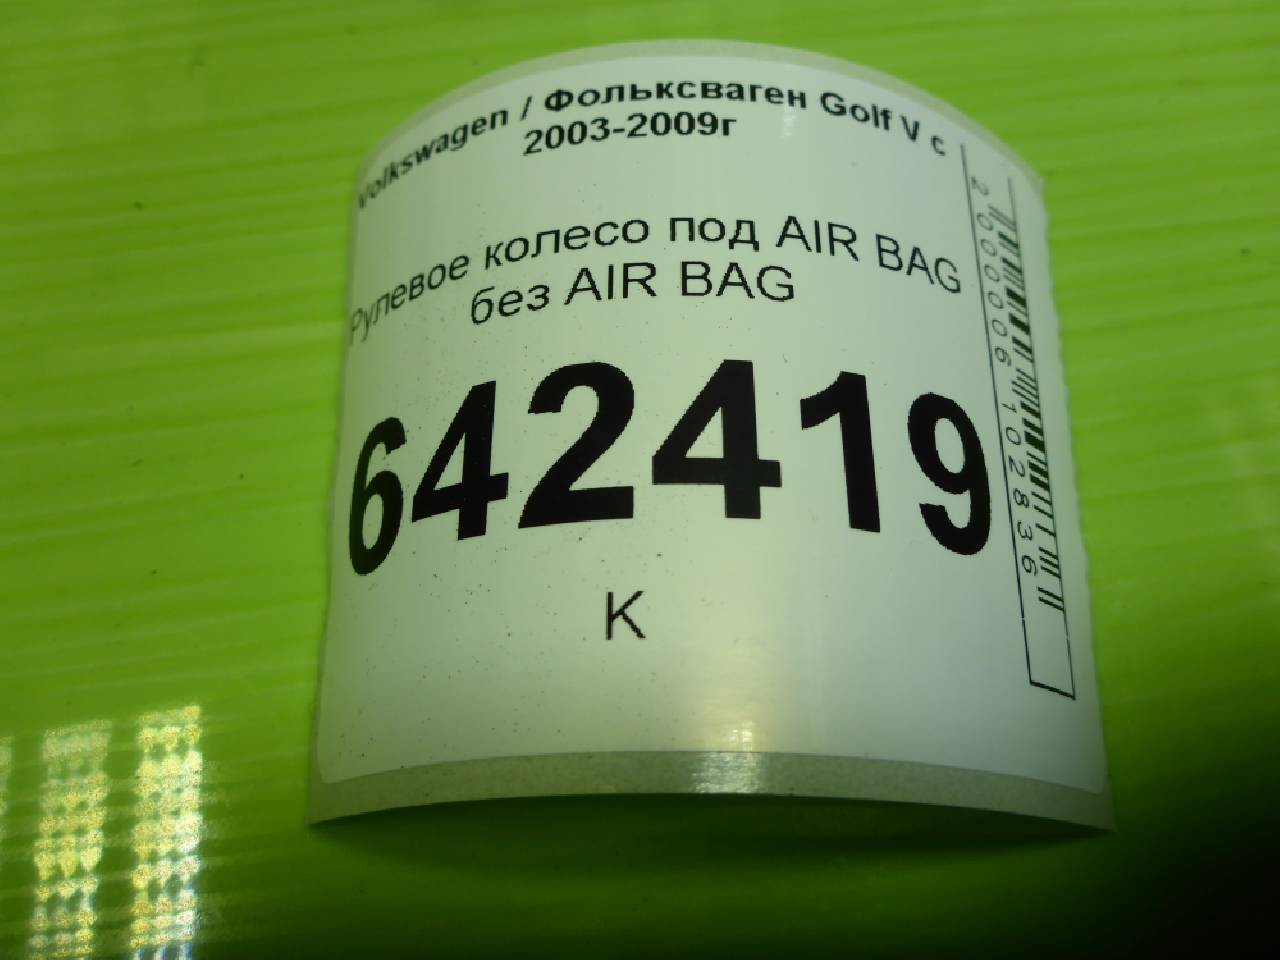 Volkswagen / Фольксваген Golf V с
2003-2009г
Рулевое колесо под AIR BAG
без AIR BAG
642419
К
2000006102836